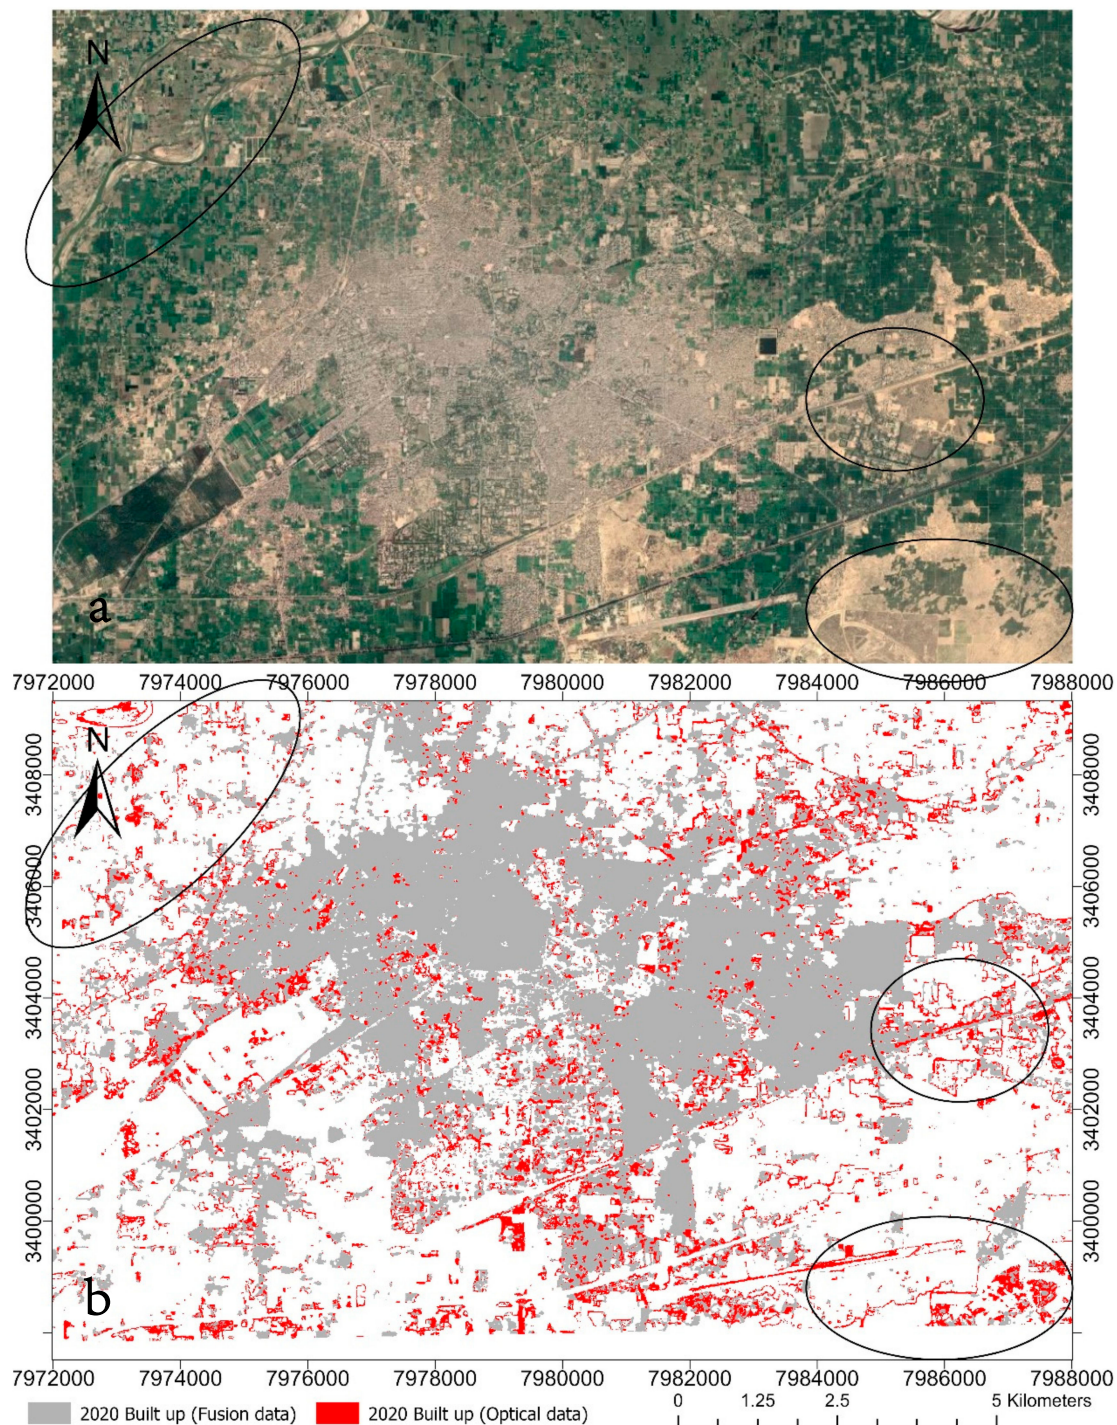 N
a
7972000 7974000 7976000 7978000 7980000 7982000 7984000 7986000 7988000
N
3408000 3408000
3406000 3406000
3404000 3404000
3402000 3402000
3400000 3400000
b
7972000 7974000 7976000 7978000 7980000 7982000 7984000 7986000 7988000
2020 Built up (Fusion data) 2020 Built up (Optical data) 0 1.25 2.5 5 Kilometers